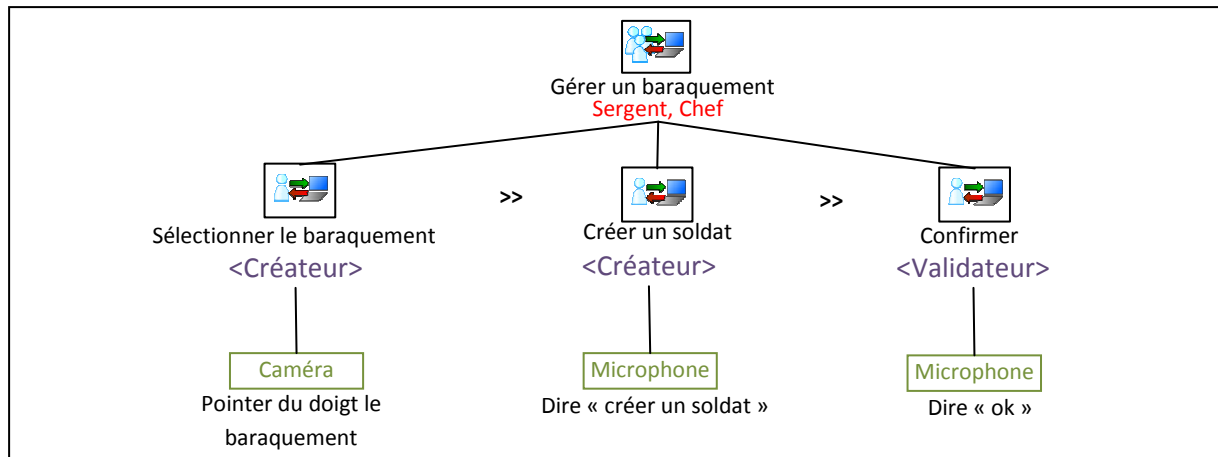 Gérer un baraquement
Sergent, Chef
>>
>>
Sélectionner le baraquement
Créer un soldat
Confirmer
<Créateur>
<Créateur>
<Validateur>
Caméra
Microphone
Microphone
Pointer du doigt le
baraquement
Dire « créer un soldat »
Dire « ok »